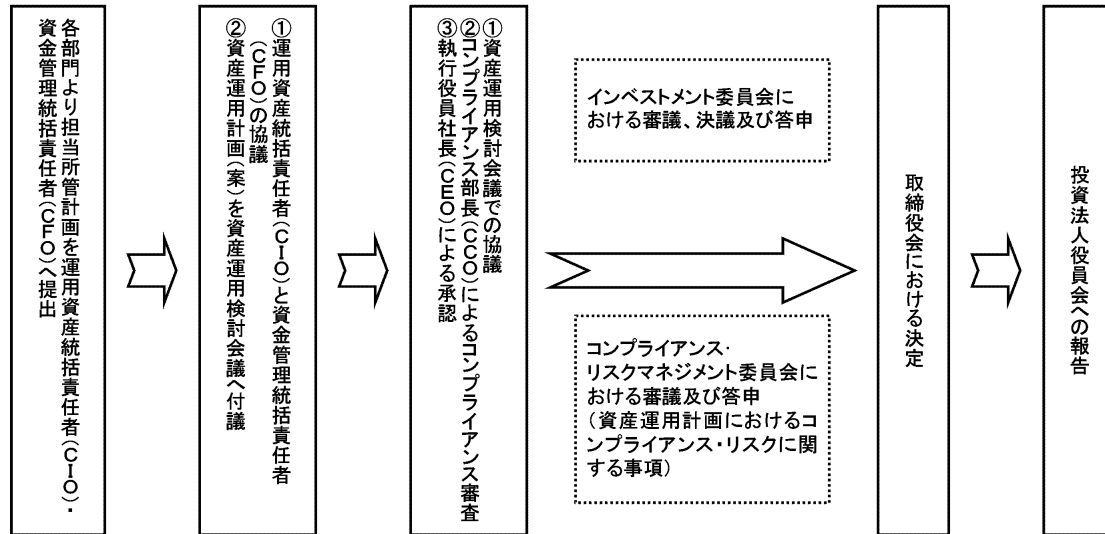 各部門より担当所管計画を運用資産統括責任者(CIO)・
資金管理統括責任者(CFO)へ提出
①運用資産統括責任者(CIO)と資金管理統括責任者
(CFO)の協議
②資産運用計画(案)を資産運用検討会議へ付議
①資産運用検討会議での協議
②コンプライアンス部長(CCO)によるコンプライアンス審査
③執行役員社長(CEO)による承認
インベストメント委員会に
おける審議、決議及び答申
コンプライアンス・
リスクマネジメント委員会に
おける審議及び答申
(資産運用計画におけるコ
ンプライアンス・リスクに関
する事項)
取締役会における決定
投資法人役員会への報告